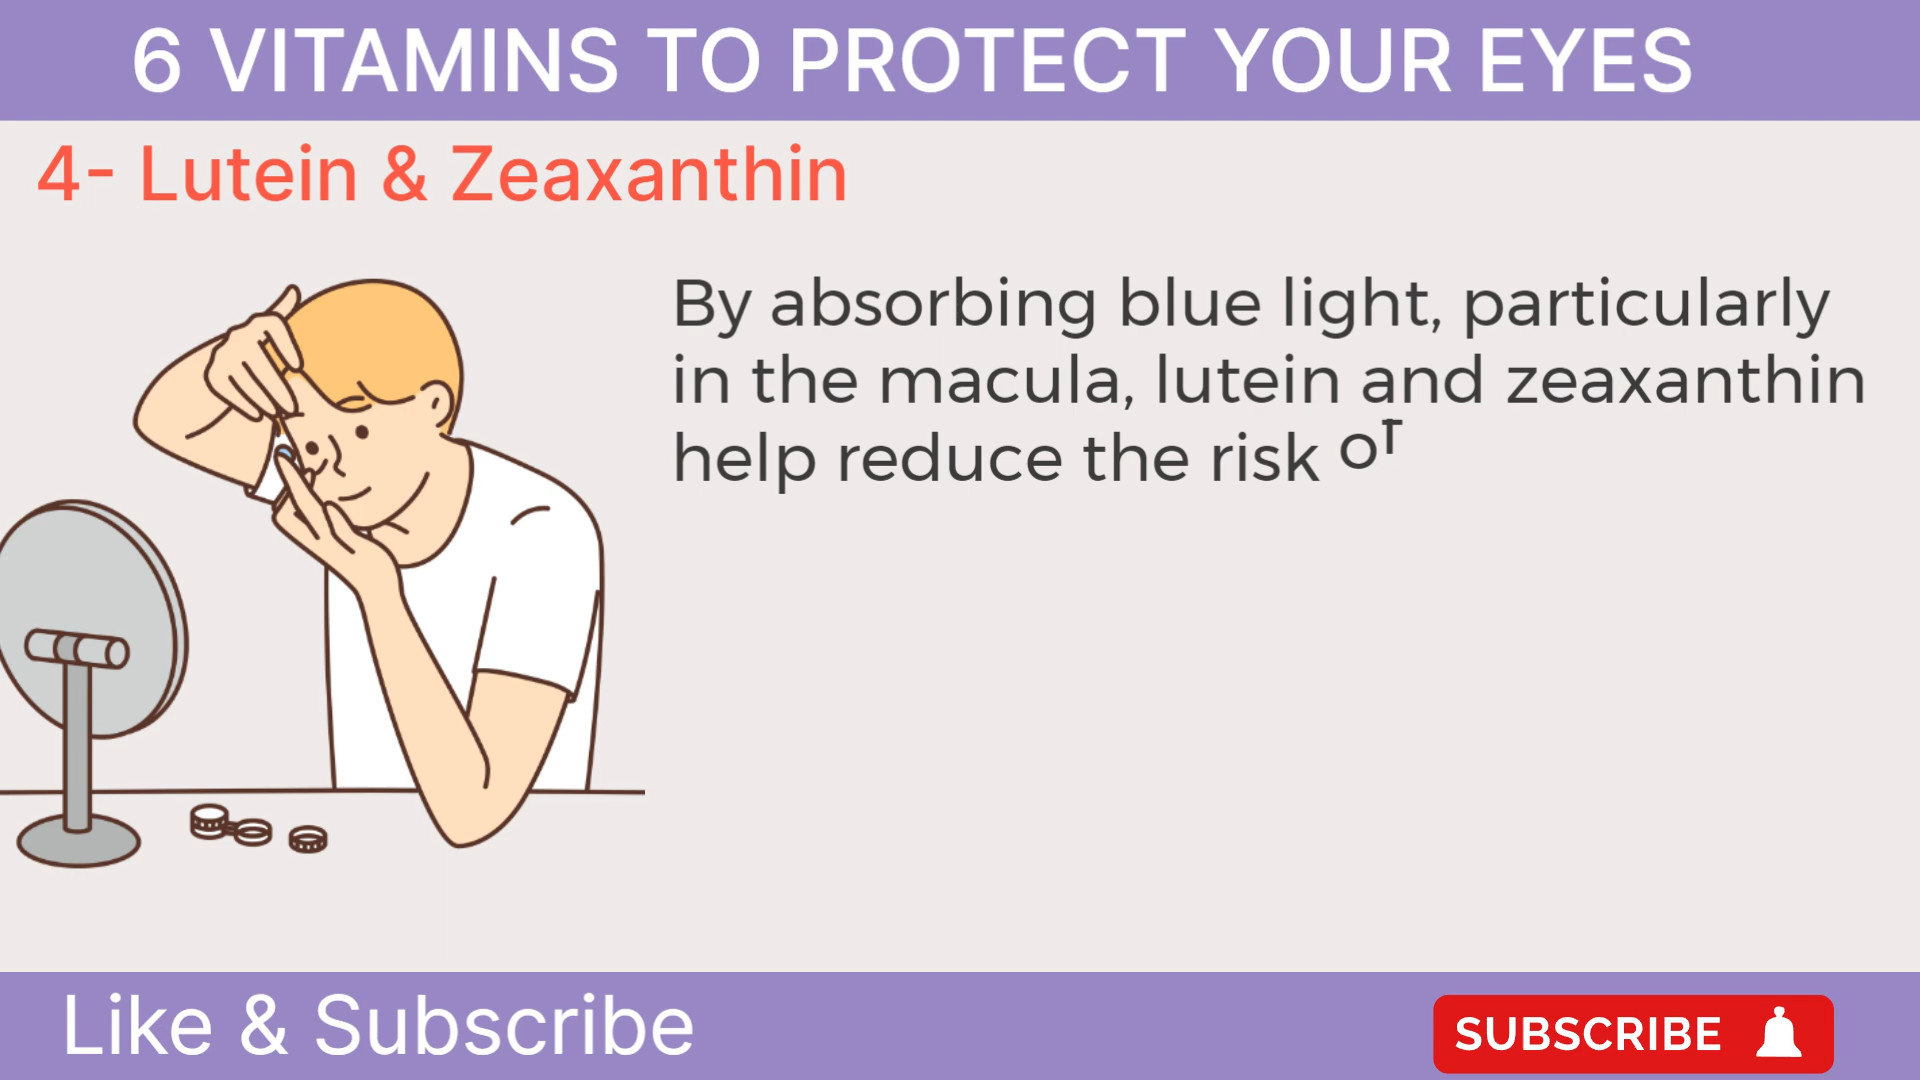 6 VITAMINS TO PROTECT YOUR EYES
4- Lutein & Zeaxanthin
By absorbing blue light, particularly
in the macula, lutein and zeaxanthin
help reduce the risk of
Like & Subscribe
SUBSCRIBE